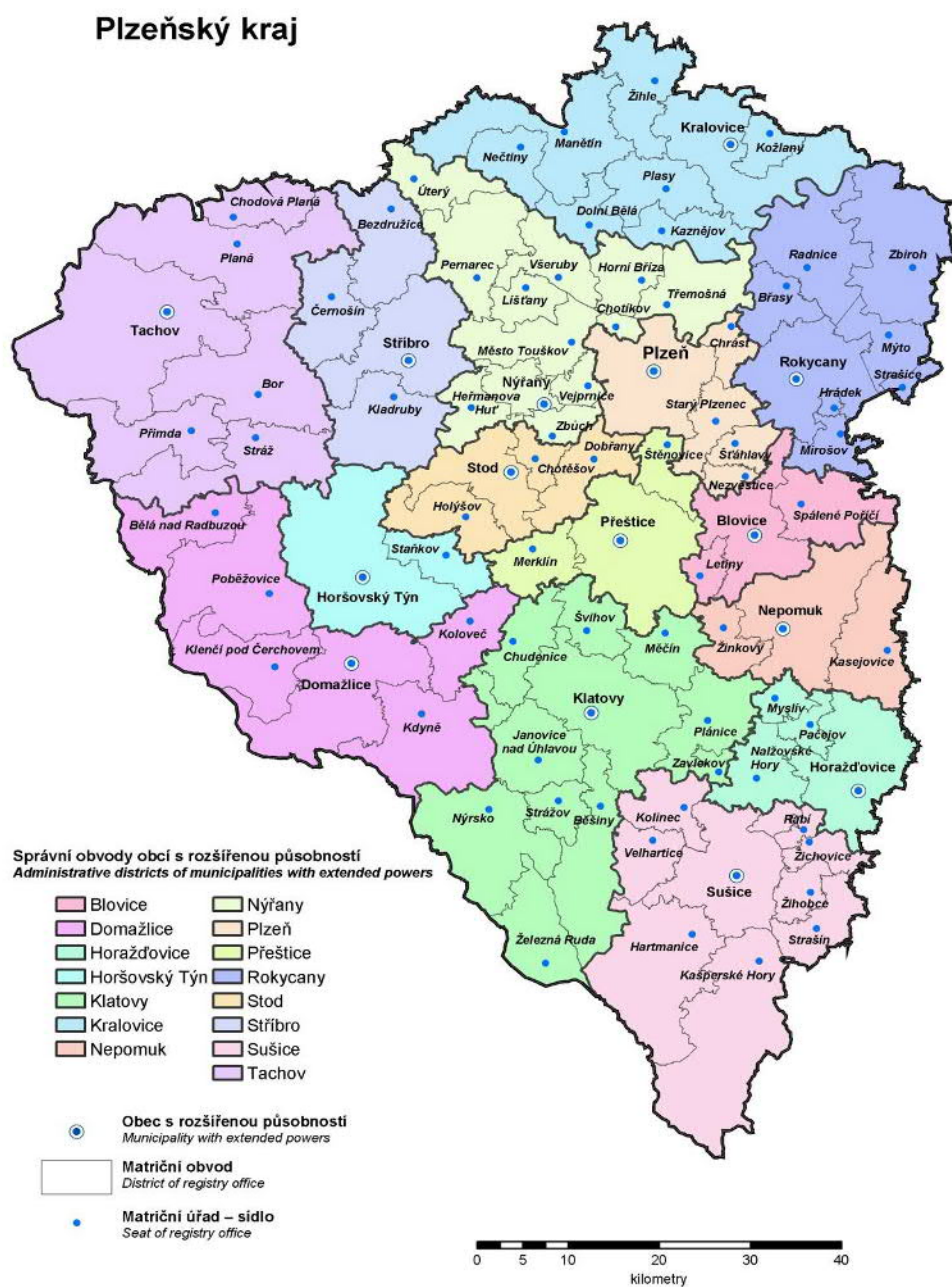 Plzeňský kraj
Žihle
Kralovice
Manětín
Kožlany
Nečtiny
Plasy
Úterý
Chodová Planá
Bezdružice
Dolní Bělá
Kaznějov
Planá
Pernarec
Všeruby
Horní Bříza
Radnice
Zbiroh
Líšťany
Břasy
Třemošná
Černošín
Chotíkov
Tachov
Chrást
Stříbro
Město Touškov
Plzeň
Rokycany
Mýto
Strašice
Bor
Nýřany
Vejprnice
Heřmanova
Huť
Kladruby
Starý Plzenec
Hrádek
Přimda
Stráž
Zbůch
Dobřany
Štěnovice
Šťáhlavy
Mirošov
Stod
Chotěšov
Nezvěstice
Holýšov
Bělá nad Radbuzou
Přeštice
Blovice
Spálené Poříčí
Staňkov
Merklín
Letiny
Poběžovice
Horšovský Týn
Nepomuk
Švihov
Koloveč
Měčín
Žinkovy
Klenčí pod Čerchovem
Chudenice
Kasejovice
Domažlice
Klatovy
Mysliv
Kdyně
Plánice
Pačejov
Janovice
nad Úhlavou
Nalžovské
Hory
Zavlekov
Horažďovice
Nýrsko
Strážov
Běšiny
Kolinec
Rabí
Velhartice
Žichovice
Sušice
Žihobce
Strašín
Železná Ruda
Hartmanice
Kašperské Hory
Správní obvody obcí s rozšířenou působností
Administrative districts of municipalities with extended powers
Blovice
Domažlice
Horažďovice
Horšovský Týn
Klatovy
Kralovice
Nepomuk
Nýřany
Plzeň
Přeštice
Rokycany
Stod
Stříbro
Sušice
Tachov
Obec s rozšířenou působností
Municipality with extended powers
Matriční obvod
District of registry office
Matriční úřad – sídlo
Seat of registry office
0 5 10 20 30 40
kilometry